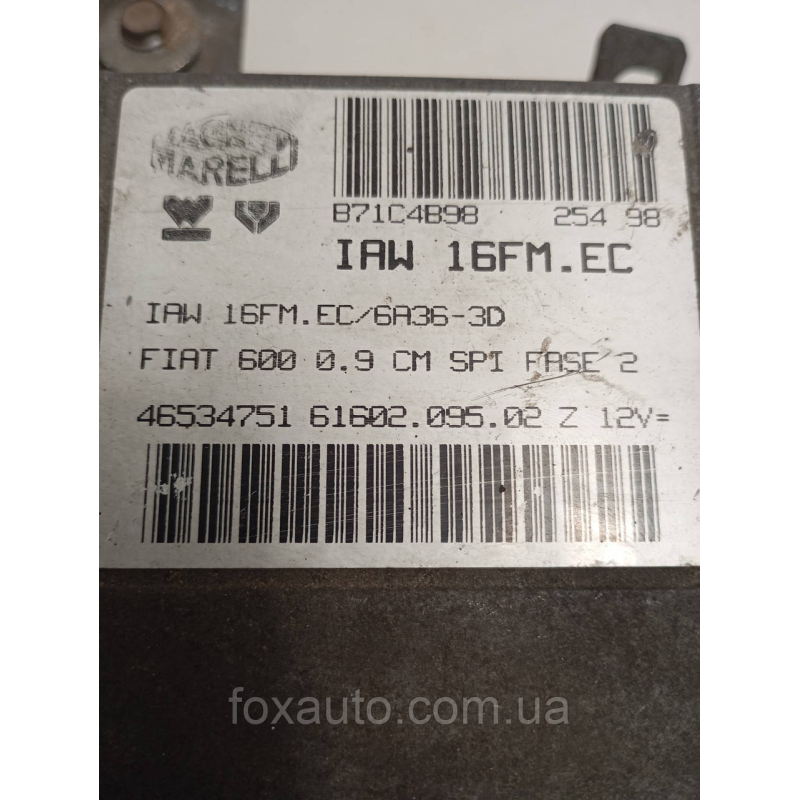 MAGNETI
MARELLI
B71C4B98 254 98
IAW 16FM.EC
IAW 16FM.EC/6A36-3D
FIAT 600 0.9 CM SPI FASE 2
46534751 61602.095.02 Z 12V=
foxauto.com.ua